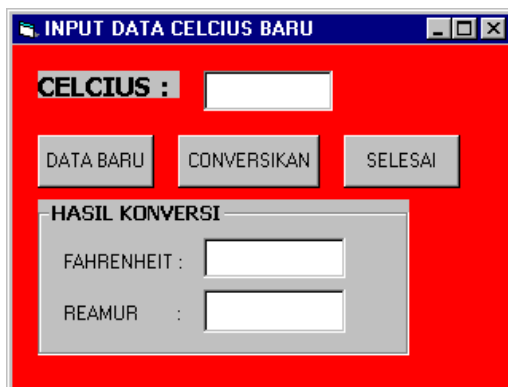 INPUT DATA CELCIUS BARU
CELCIUS :
DATA BARU CONVERSIKAN SELESAI
HASIL KONVERSI
FAHRENHEIT :
REAMUR :